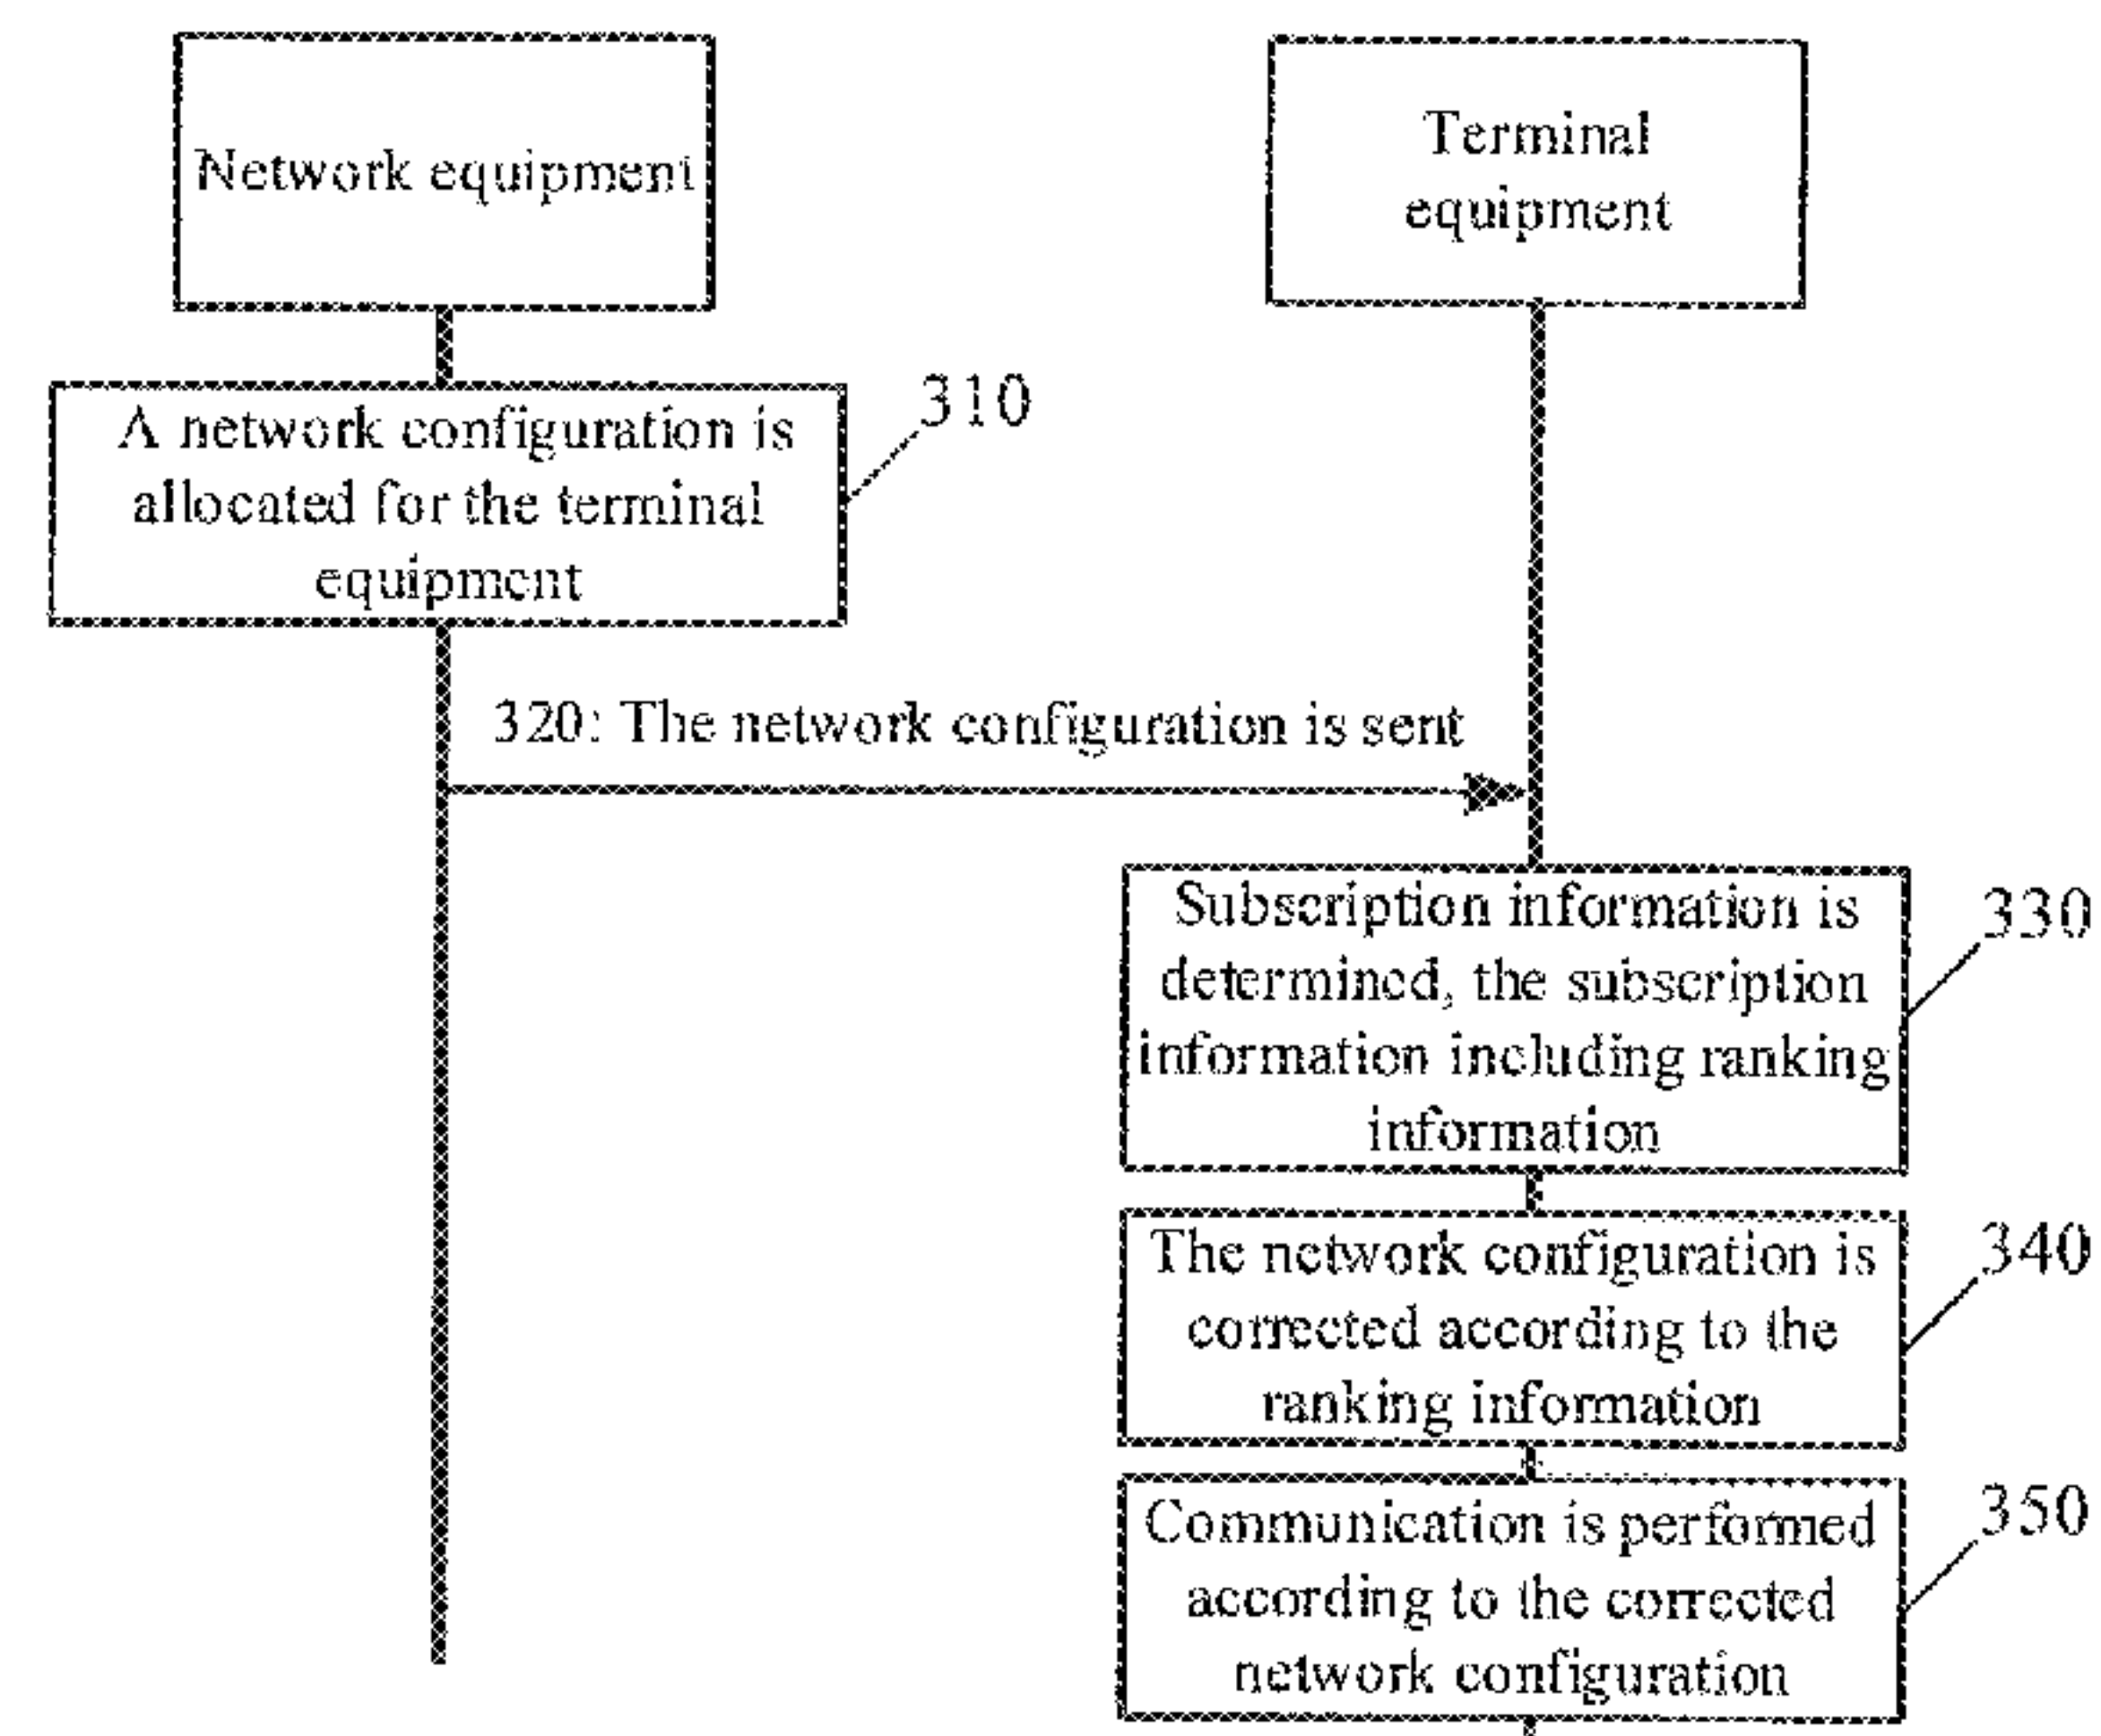 Network equipment
Terminal
equipment
A network configuration is
allocated for the terminal
equipment
310
320: The network configuration is sent
Subscription information is
determined, the subscription
information including ranking
information
330
The network configuration is
corrected according to the
ranking information
340
Communication is performed
according to the corrected
network configuration
350